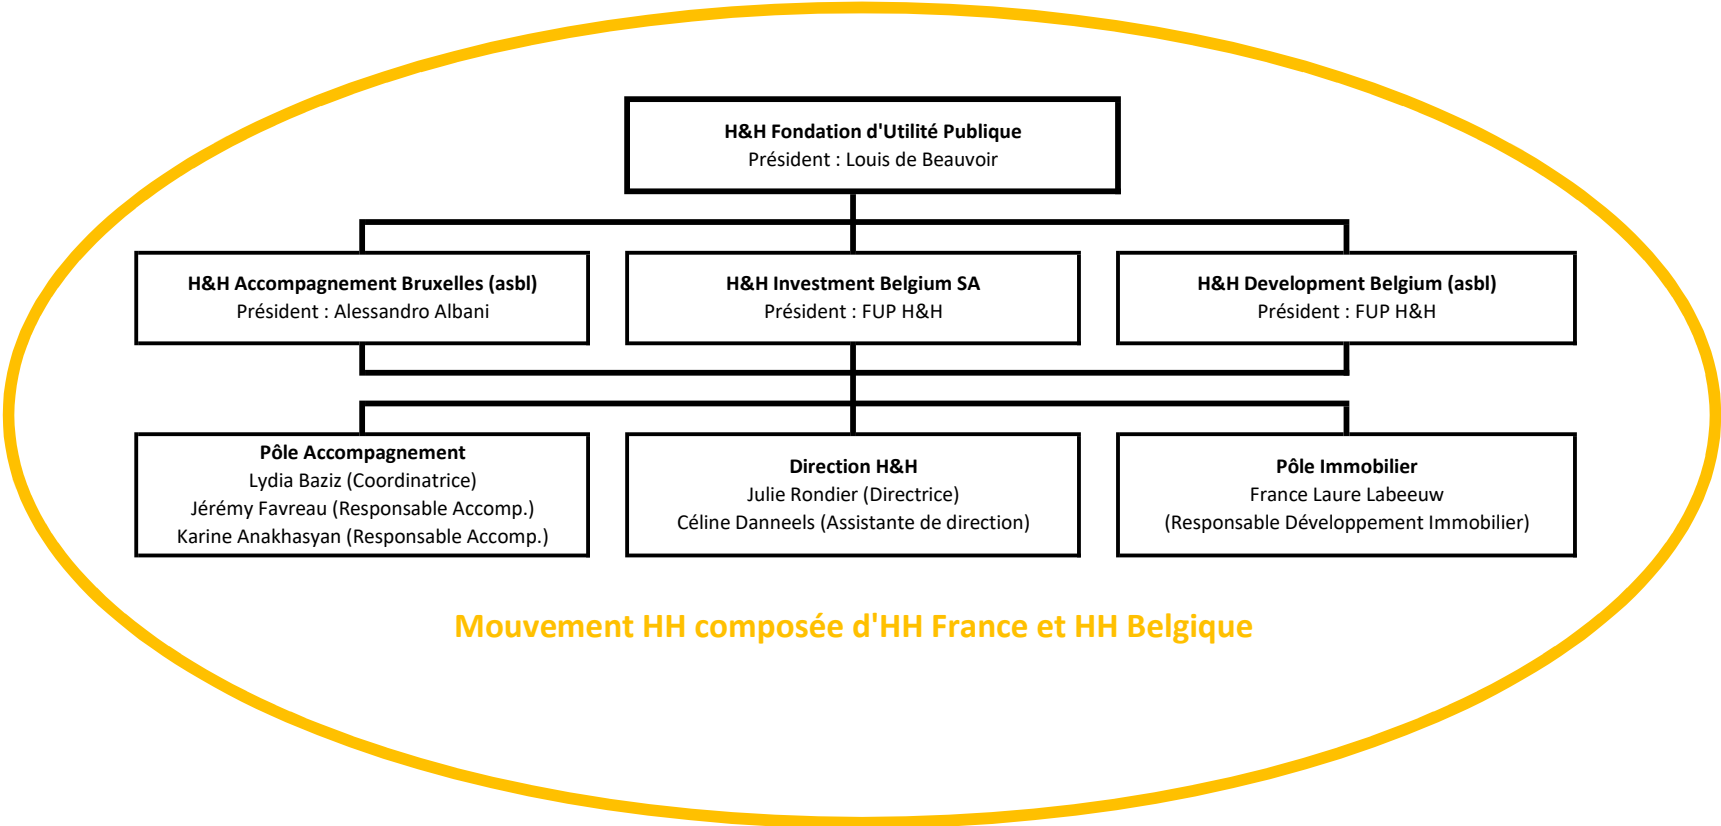 H&H Fondation d'Utilité Publique
Président : Louis de Beauvoir
H&H Accompagnement Bruxelles (asbl)
Président : Alessandro Albani
H&H Investment Belgium SA
Président : FUP H&H
H&H Development Belgium (asbl)
Président : FUP H&H
Pôle Accompagnement
Lydia Baziz (Coordinatrice)
Jérémy Favreau (Responsable Accomp.)
Karine Anakhasyan (Responsable Accomp.)
Direction H&H
Julie Rondier (Directrice)
Céline Danneels (Assistante de direction)
Pôle Immobilier
France Laure Labeeuw
(Responsable Développement Immobilier)
Mouvement HH composée d'HH France et HH Belgique